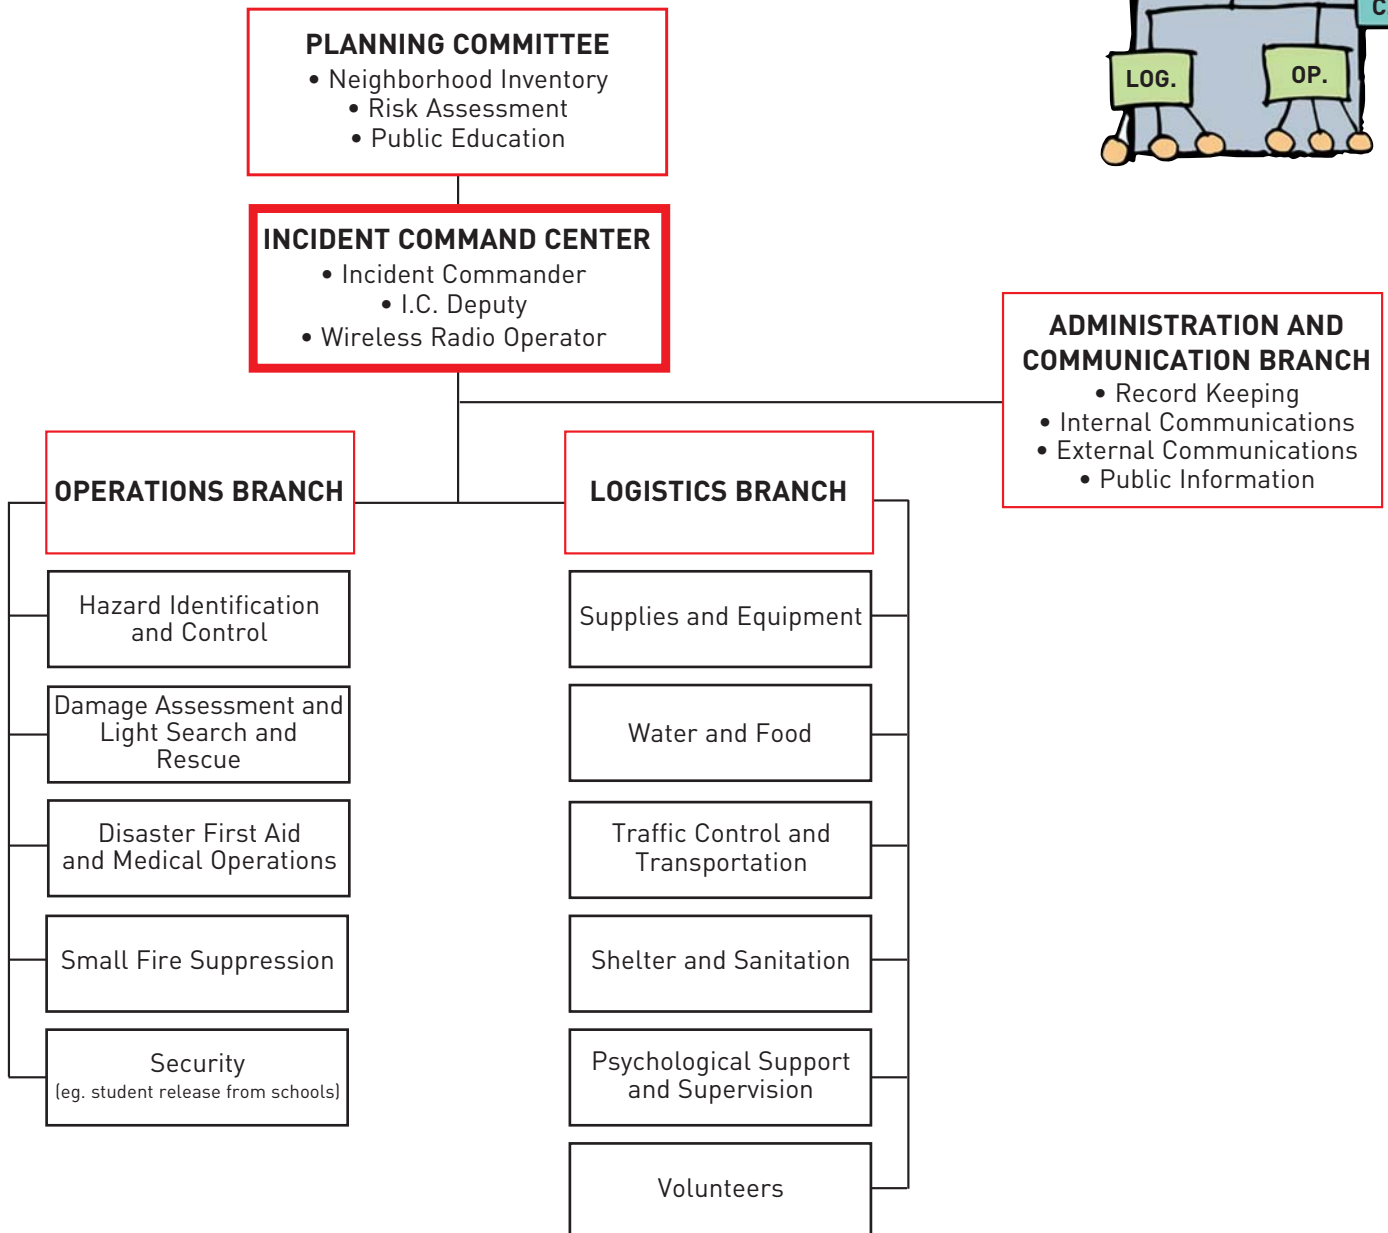 PLANNING COMMITTEE
• Neighborhood Inventory
• Risk Assessment
• Public Education
LOG.
OP.
INCIDENT COMMAND CENTER
• Incident Commander
• I.C. Deputy
• Wireless Radio Operator
ADMINISTRATION AND
COMMUNICATION BRANCH
• Record Keeping
• Internal Communications
• External Communications
• Public Information
OPERATIONS BRANCH
Hazard Identification
and Control
Damage Assessment and
Light Search and
Rescue
Disaster First Aid
and Medical Operations
Small Fire Suppression
Security
(eg. student release from schools)
LOGISTICS BRANCH
Supplies and Equipment
Water and Food
Traffic Control and
Transportation
Shelter and Sanitation
Psychological Support
and Supervision
Volunteers